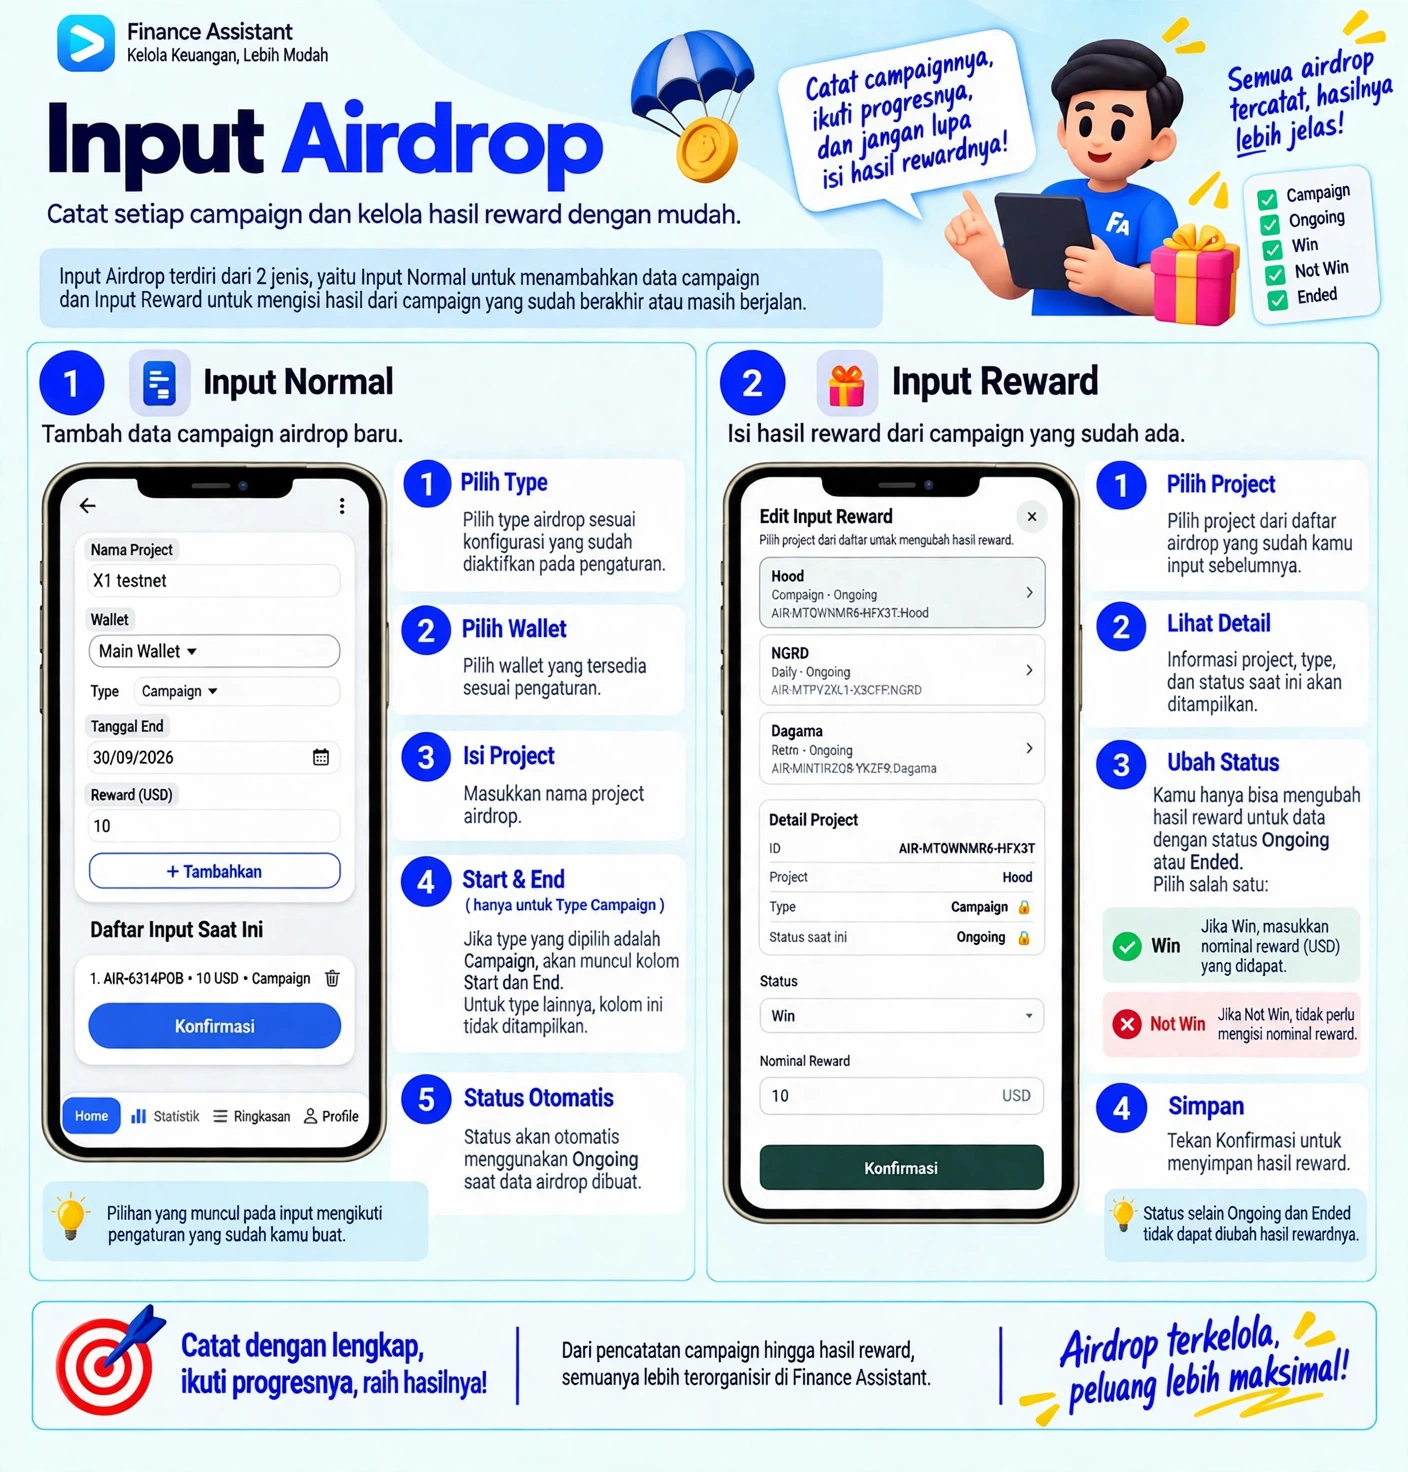 Finance Assistant
Kelola Keuangan, Lebih Mudah
Input Airdrop
Catat setiap campaign dan kelola hasil reward dengan mudah.
Catat campaignnya,
ikuti progresnya,
dan jangan lupa
isi hasil rewardnya!
Semua airdrop
tercatat, hasilnya
lebih jelas!
FA
Campaign
Ongoing
Win
Not Win
Ended
Input Airdrop terdiri dari 2 jenis, yaitu Input Normal untuk menambahkan data campaign
dan Input Reward untuk mengisi hasil dari campaign yang sudah berakhir atau masih berjalan.
1
Input Normal
Tambah data campaign airdrop baru.
Nama Project
X1 testnet
Wallet
Main Wallet
Type Campaign
Tanggal End
30/09/2026
Reward (USD)
10
+ Tambahkan
Daftar Input Saat Ini
1. AIR-6314POB • 10 USD • Campaign
Konfirmasi
Home Statistik Ringkasan Profile
1 Pilih Type
Pilih type airdrop sesuai
konfigurasi yang sudah
diaktifkan pada pengaturan.
2 Pilih Wallet
Pilih wallet yang tersedia
sesuai pengaturan.
3 Isi Project
Masukkan nama project
airdrop.
4 Start & End
( hanya untuk Type Campaign )
Jika type yang dipilih adalah
Campaign, akan muncul kolom
Start dan End.
Untuk type lainnya, kolom ini
tidak ditampilkan.
5 Status Otomatis
Status akan otomatis
menggunakan Ongoing
saat data airdrop dibuat.
Pilihan yang muncul pada input mengikuti
pengaturan yang sudah kamu buat.
2
Input Reward
Isi hasil reward dari campaign yang sudah ada.
Edit Input Reward
Pilih project dari daftar umak mengubah hasil reward.
Hood
Compaign - Ongoing
AIR-MTQWNMR6-HFX3T.Hood
NGRD
Daily · Ongoing
AIR-MTPVZXL1-X3CFF.NGRD
Dagama
Retrn - Ongoing
AIR-MINTIRZQ8-YKZF9.Dagama
Detail Project
ID AIR-MTQWNMR6-HFX3T
Project Hood
Type Campaign
Status saat ini Ongoing
Status
Win
Nominal Reward
10 USD
Konfirmasi
1 Pilih Project
Pilih project dari daftar
airdrop yang sudah kamu
input sebelumnya.
2 Lihat Detail
Informasi project, type,
dan status saat ini akan
ditampilkan.
3 Ubah Status
Kamu hanya bisa mengubah
hasil reward untuk data
dengan status Ongoing
atau Ended.
Pilih salah satu:
Win
Jika Win, masukkan
nominal reward (USD)
yang didapat.
Not Win
Jika Not Win, tidak perlu
mengisi nominal reward.
4 Simpan
Tekan Konfirmasi untuk
menyimpan hasil reward.
Status selain Ongoing dan Ended
tidak dapat diubah hasil rewardnya.
Catat dengan lengkap,
ikuti progresnya, raih hasilnya!
Dari pencatatan campaign hingga hasil reward,
semuanya lebih terorganisir di Finance Assistant.
Airdrop terkelola,
peluang lebih maksimal!